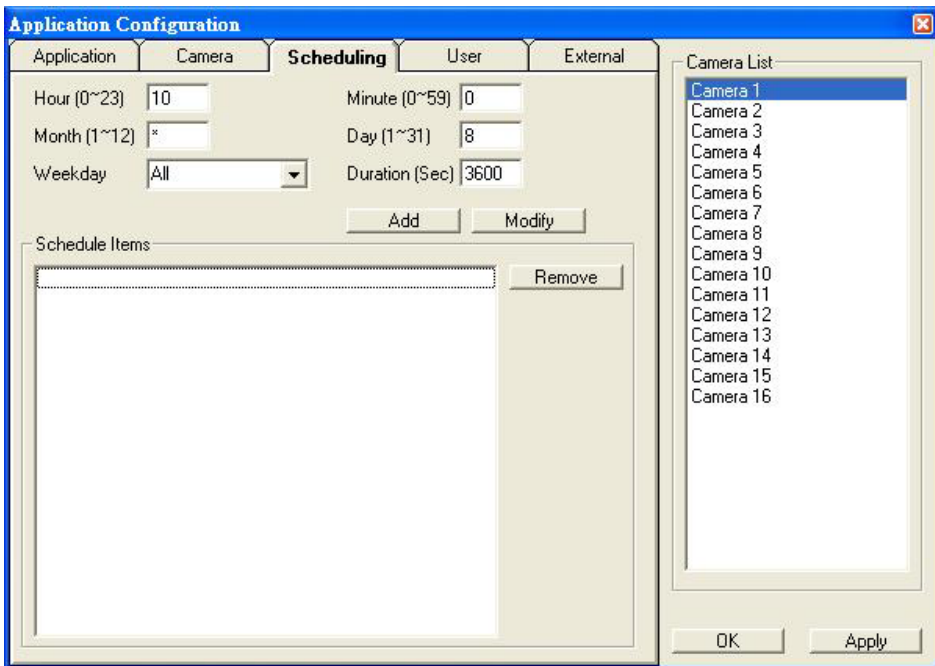 Application Configuration
Application Camera Scheduling User External
Hour (0~23) 10 Minute (0~59) 0
Month (1~12) * Day (1~31) 8
Weekday All Duration (Sec) 3600
Add Modify
Schedule Items
Remove
Camera List
Camera 1
Camera 2
Camera 3
Camera 4
Camera 5
Camera 6
Camera 7
Camera 8
Camera 9
Camera 10
Camera 11
Camera 12
Camera 13
Camera 14
Camera 15
Camera 16
OK Apply